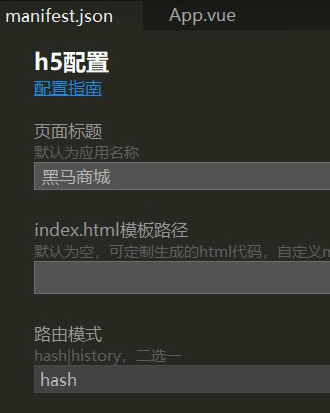 manifest.json
App.vue
h5配置
配置指南
页面标题
默认为应用名称
黑马商城
index.html模板路径
默认为空，可定制生成的html代码，自定义
路由模式
hash|history，二选一
hash